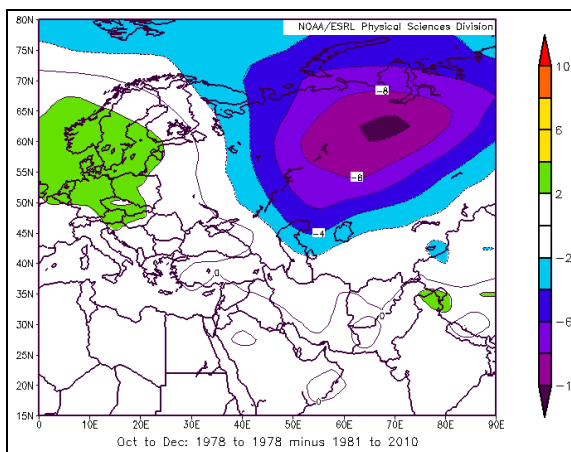 NOAA/ESRL Physical Sciences Division
80N
75N
70N
65N
60N
55N
50N
45N
40N
35N
30N
25N
20N
15N
0
10E
20E
30E
40E
50E
60E
70E
80E
90E
-8
-8
-4
0
0
0
0
10
6
2
-2
-6
-1
Oct to Dec: 1978 to 1978 minus 1981 to 2010